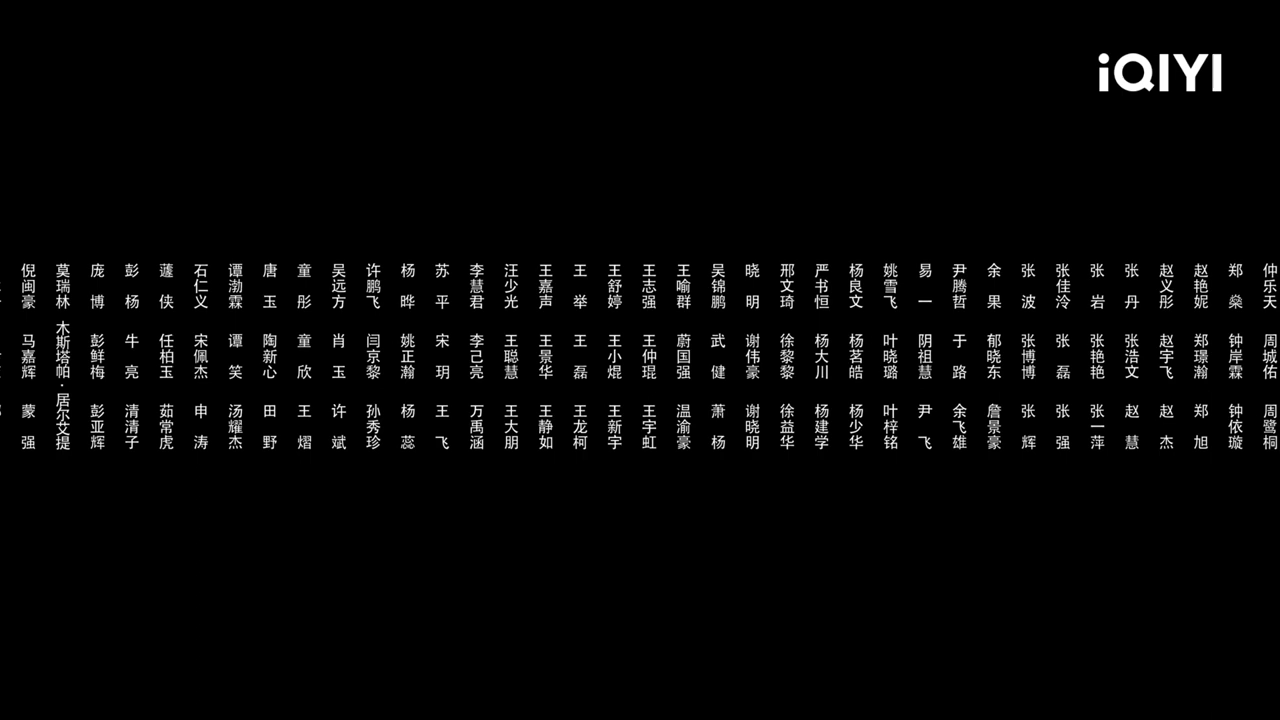 倪闽豪 马嘉辉 蒙强
莫瑞林 木斯塔帕·居尔艾提
庞博 彭鲜梅 彭亚辉
彭杨 牛亮 清清子
蘧侠 任柏玉 茹常虎
石仁义 宋佩杰 申涛
谭渤霖 谭笑 汤耀杰
唐玉 陶新心 田野
童彤 童欣 王熠
吴远方 肖玉 许斌
许鹏飞 闫京黎 孙秀珍
杨晔 姚正瀚 杨蕊
苏平 宋玥 王飞
李慧君 李己亮 万禹涵
汪少光 王聪慧 王大朋
王嘉声 王景华 王静如
王举 王磊 王龙柯
王舒婷 王小焜 王新宇
王志强 王仲琨 王宇虹
王喻群 蔚国强 温渝豪
吴锦鹏 武健 萧杨
晓明 谢伟豪 谢晓明
邢文琦 徐黎黎 徐益华
严书恒 杨大川 杨建学
杨良文 杨茗皓 杨少华
姚雪飞 叶晓璐 叶梓铭
易一 阴祖慧 尹飞
尹腾哲 于路 余飞雄
余果 郁晓东 詹景豪
张波 张博博 张辉
张佳泠 张磊 张强
张岩 张艳艳 张一萍
张丹 张浩文 赵慧
赵义彤 赵宇飞 赵杰
赵艳妮 郑璟瀚 郑旭
郑燊 钟岸霖 钟依璇
仲乐天 周城佑 周鹭桐
iQIYI